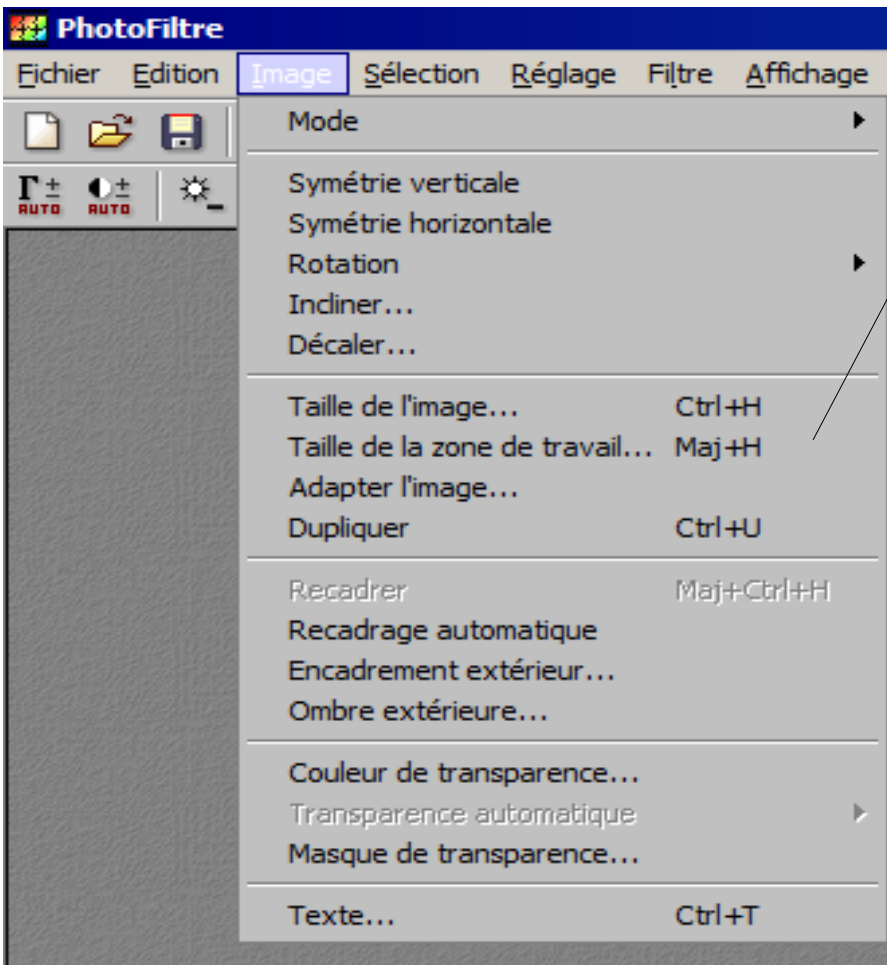 PhotoFiltre
Fichier Edition Image Sélection Réglage Filtre Affichage
Γ± AUTO ± AUTO
Mode
Symétrie verticale
Symétrie horizontale
Rotation
Incliner...
Décaler...
Taille de l'image... Ctrl+H
Taille de la zone de travail... Maj+H
Adapter l'image...
Dupliquer Ctrl+U
Recadrer Maj+Ctrl+H
Recadrage automatique
Encadrement extérieur...
Ombre extérieure...
Couleur de transparence...
Transparence automatique
Masque de transparence...
Texte... Ctrl+T